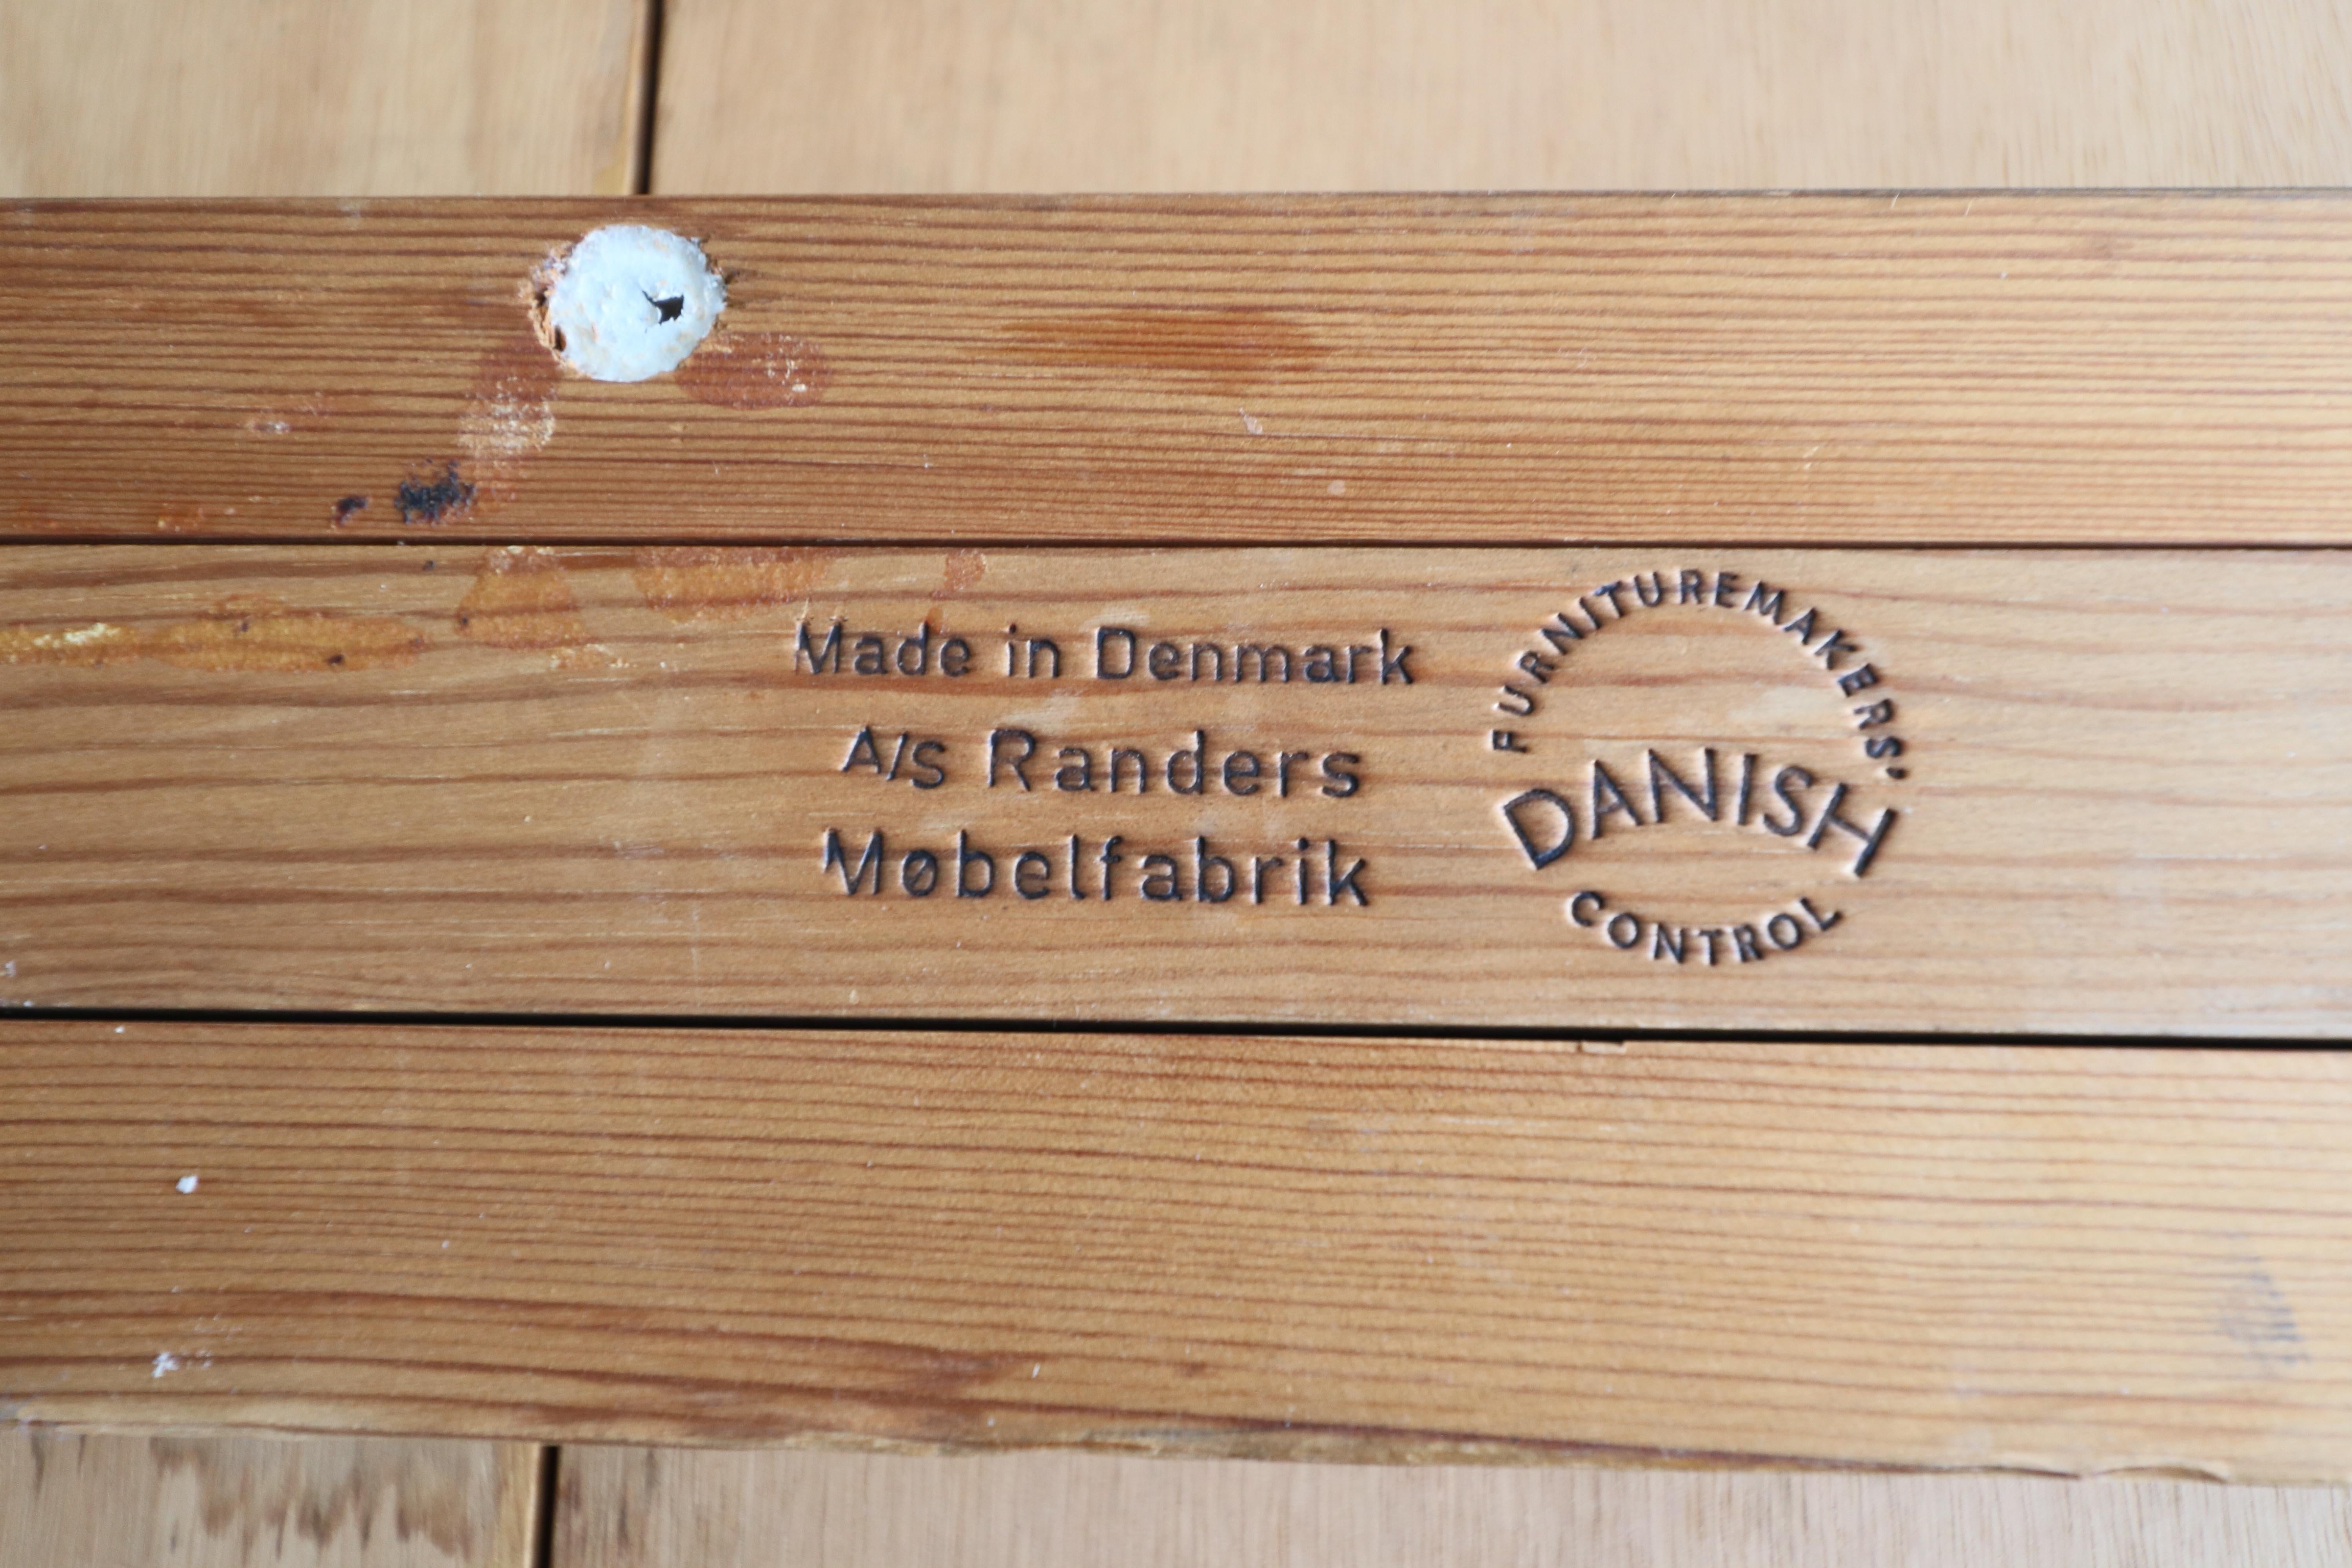 Made in Denmark
A/S Randers
Møbelfabrik
FURNITUREMAKERS'
DANISH
CONTROL